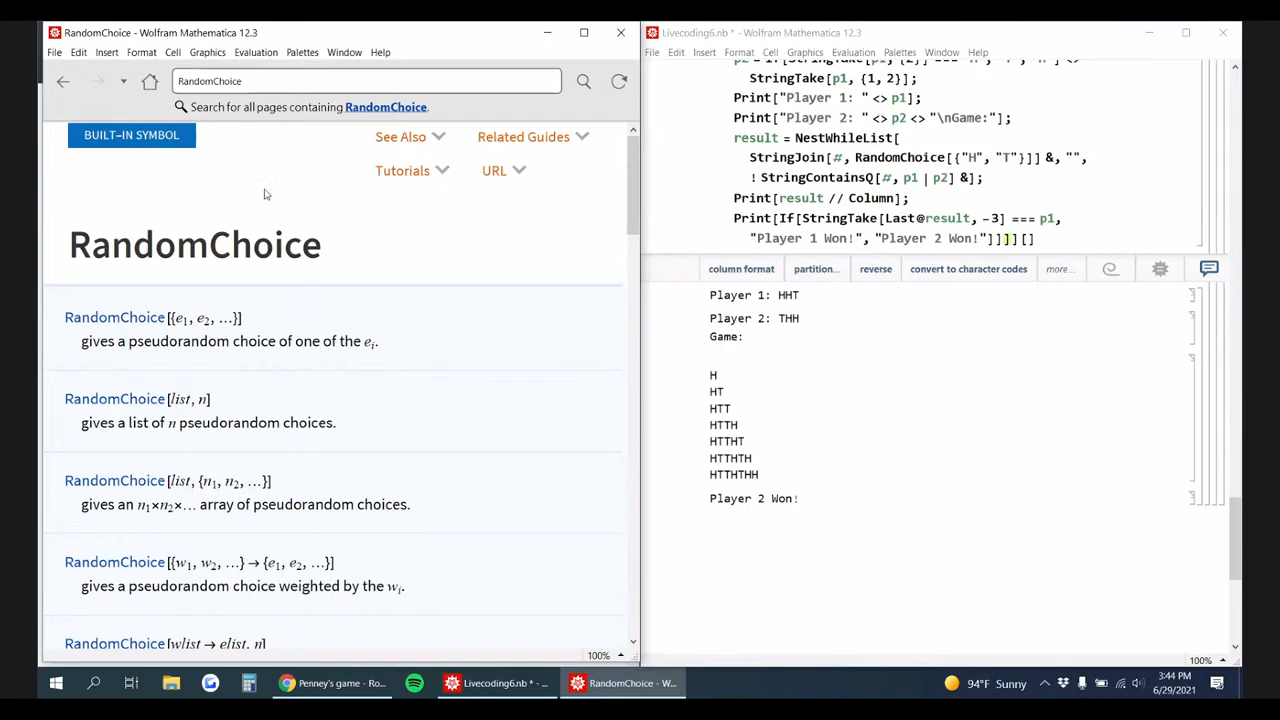 RandomChoice - Wolfram Mathematica 12.3
File Edit Insert Format Cell Graphics Evaluation Palettes Window Help
RandomChoice
Search for all pages containing RandomChoice.
BUILT-IN SYMBOL
See Also
Related Guides
Tutorials
URL
RandomChoice
RandomChoice[{e1, e2, …}]
gives a pseudorandom choice of one of the ei.
RandomChoice[list, n]
gives a list of n pseudorandom choices.
RandomChoice[list, {n1, n2, …}]
gives an n1×n2×… array of pseudorandom choices.
RandomChoice[{w1, w2, …} → {e1, e2, …}]
gives a pseudorandom choice weighted by the wi.
RandomChoice[wlist → elist, n]
100%
Livecoding6.nb * - Wolfram Mathematica 12.3
File Edit Insert Format Cell Graphics Evaluation Palettes Window Help
StringTake[p1, {1, 2}];
Print["Player 1: " <> p1];
Print["Player 2: " <> p2 <> "\nGame:"];
result = NestWhileList[
StringJoin[#, RandomChoice[{"H", "T"}]] &, "",
! StringContainsQ[#, p1 | p2] &];
Print[result // Column];
Print[If[StringTake[Last@result, -3] === p1,
"Player 1 Won!", "Player 2 Won!"]]][]
column format partition... reverse convert to character codes more...
Player 1: HHT
Player 2: THH
Game:
H
HT
HTT
HTTH
HTTHT
HTTHTH
HTTHTHH
Player 2 Won!
100%
Penney's game - Ro... Livecoding6.nb * - ... RandomChoice - W... 94°F Sunny 3:44 PM
6/29/2021